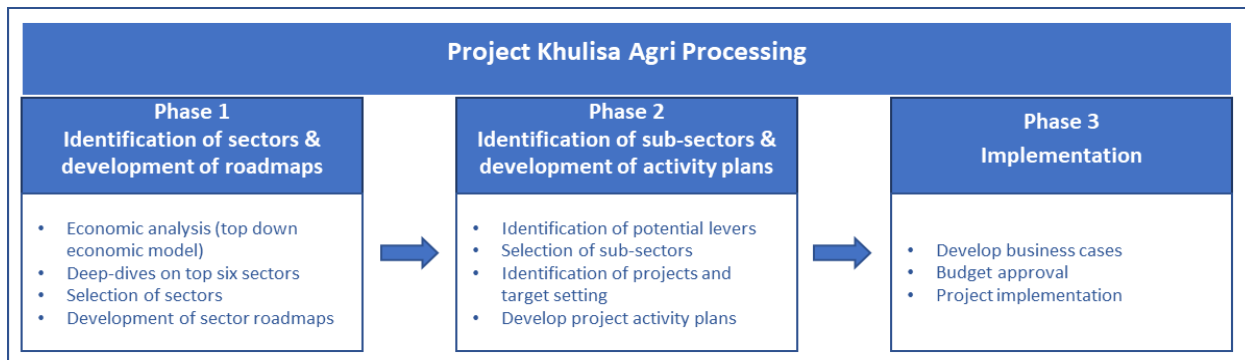 Project Khulisa Agri Processing
Phase 1
Identification of sectors &
development of roadmaps
• Economic analysis (top down
economic model)
• Deep-dives on top six sectors
• Selection of sectors
• Development of sector roadmaps
Phase 2
Identification of sub-sectors &
development of activity plans
• Identification of potential levers
• Selection of sub-sectors
• Identification of projects and
target setting
• Develop project activity plans
Phase 3
Implementation
• Develop business cases
• Budget approval
• Project implementation